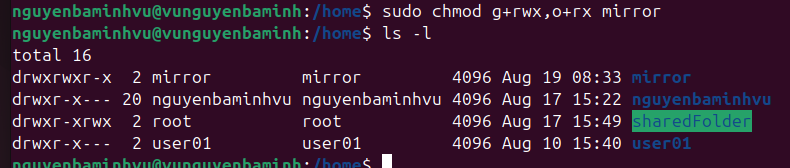 nguyenbaminhvu@vunguyenbaminh:/home$ sudo chmod g+rwx,o+rx mirror
nguyenbaminhvu@vunguyenbaminh:/home$ ls -l
total 16
drwxrwxr-x  2 mirror         mirror         4096 Aug 19 08:33 mirror
drwxr-x--- 20 nguyenbaminhvu nguyenbaminhvu 4096 Aug 17 15:22 nguyenbaminhvu
drwxr-xrwx  2 root           root           4096 Aug 17 15:49 sharedFolder
drwxr-x---  2 user01         user01         4096 Aug 10 15:40 user01
nguyenbaminhvu@vunguyenbaminh:/home$